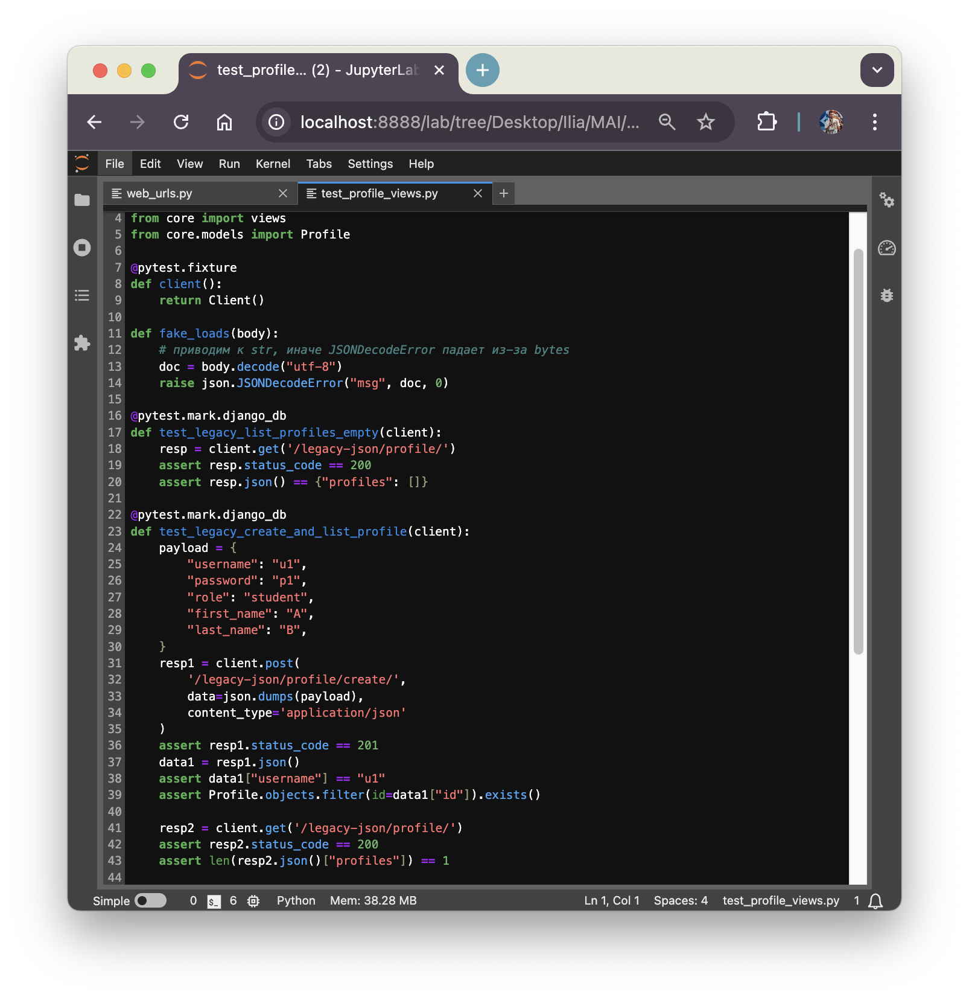 test_profile... (2) - JupyterLab
localhost:8888/lab/tree/Desktop/Ilia/MAI/...
File Edit View Run Kernel Tabs Settings Help
web_urls.py
test_profile_views.py
4 from core import views
5 from core.models import Profile
6
7 @pytest.fixture
8 def client():
9     return Client()
10
11 def fake_loads(body):
12     # приводим к str, иначе JSONDecodeError падает из-за bytes
13     doc = body.decode("utf-8")
14     raise json.JSONDecodeError("msg", doc, 0)
15
16 @pytest.mark.django_db
17 def test_legacy_list_profiles_empty(client):
18     resp = client.get('/legacy-json/profile/')
19     assert resp.status_code == 200
20     assert resp.json() == {"profiles": []}
21
22 @pytest.mark.django_db
23 def test_legacy_create_and_list_profile(client):
24     payload = {
25         "username": "u1",
26         "password": "p1",
27         "role": "student",
28         "first_name": "A",
29         "last_name": "B",
30     }
31     resp1 = client.post(
32         '/legacy-json/profile/create/',
33         data=json.dumps(payload),
34         content_type='application/json'
35     )
36     assert resp1.status_code == 201
37     data1 = resp1.json()
38     assert data1["username"] == "u1"
39     assert Profile.objects.filter(id=data1["id"]).exists()
40
41     resp2 = client.get('/legacy-json/profile/')
42     assert resp2.status_code == 200
43     assert len(resp2.json()["profiles"]) == 1
44
Simple 0 $_ 6 Python Mem: 38.28 MB Ln 1, Col 1 Spaces: 4 test_profile_views.py 1